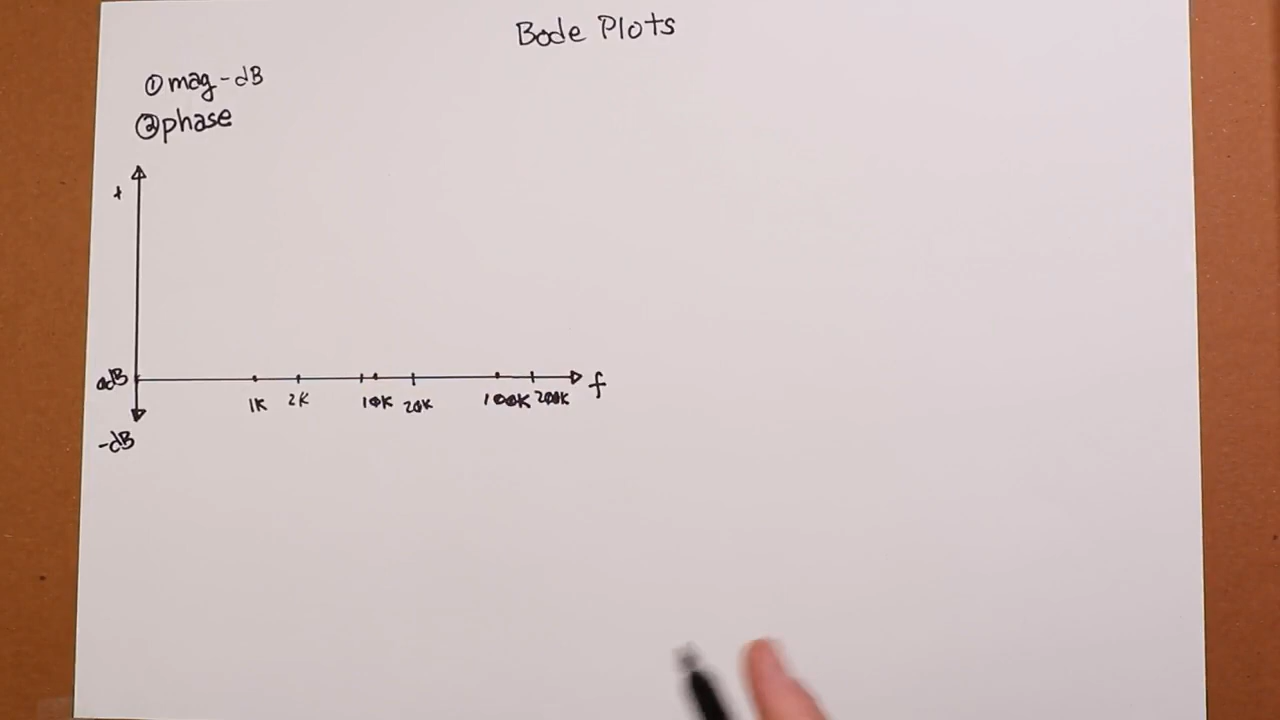 Bode Plots
① mag - dB
② phase
+
0dB
1K 2K 10K 20K 100K 200K f
-dB